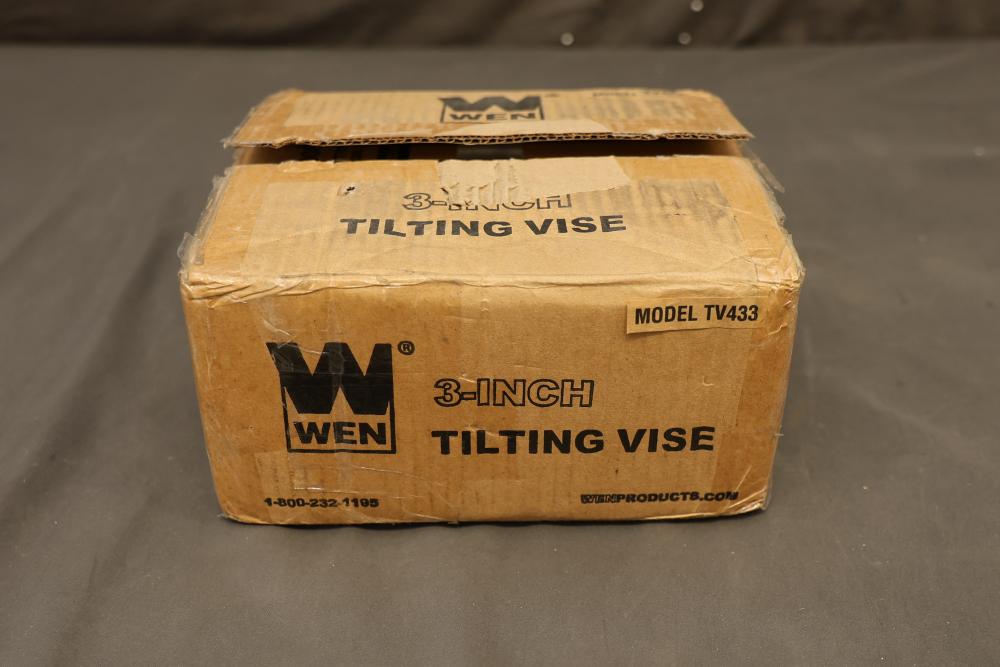 WEN
®
3-INCH
TILTING VISE
MODEL TV433
®
WEN
3-INCH
TILTING VISE
1-800-232-1195
WENPRODUCTS.COM